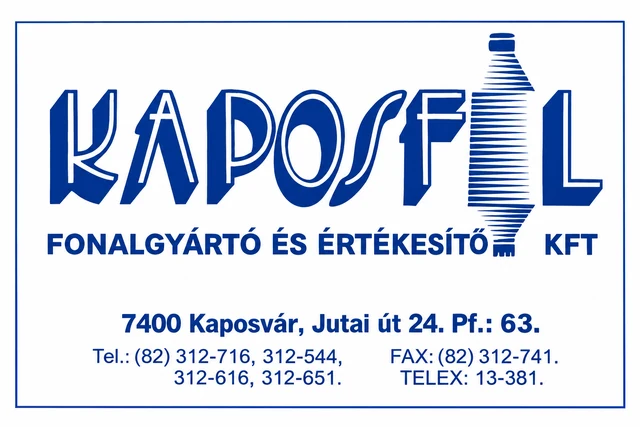 KAPOSFIL
FONALGYÁRTÓ ÉS ÉRTÉKESÍTŐ KFT
7400 Kaposvár, Jutai út 24. Pf.: 63.
Tel.: (82) 312-716, 312-544, FAX: (82) 312-741.
312-616, 312-651. TELEX: 13-381.